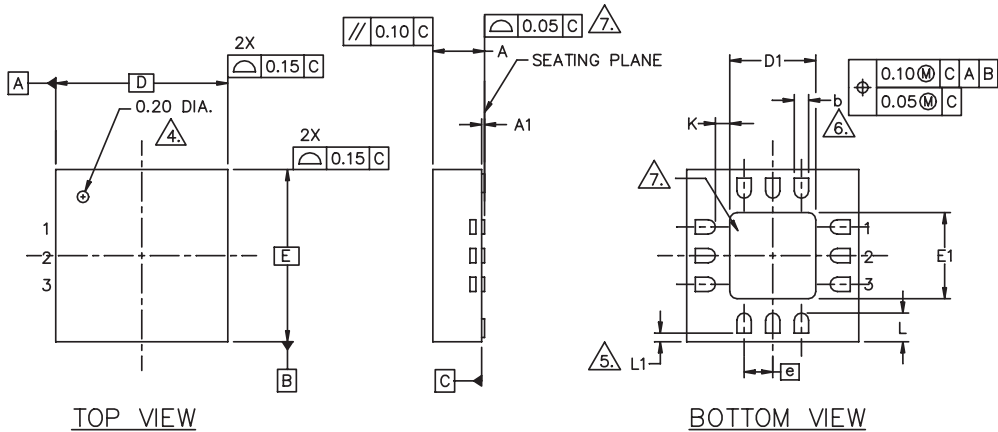 // 0.10 C
⌓ 0.05 C
7.
A
SEATING PLANE
A1
2X
⌓ 0.15 C
A
D
0.20 DIA.
4.
2X
⌓ 0.15 C
1
2
3
E
B
C
D1
⌖ 0.10 Ⓜ C A B
0.05 Ⓜ C
b
6.
K
7.
1
2
3
E1
L
5.
L1
e
TOP VIEW
BOTTOM VIEW